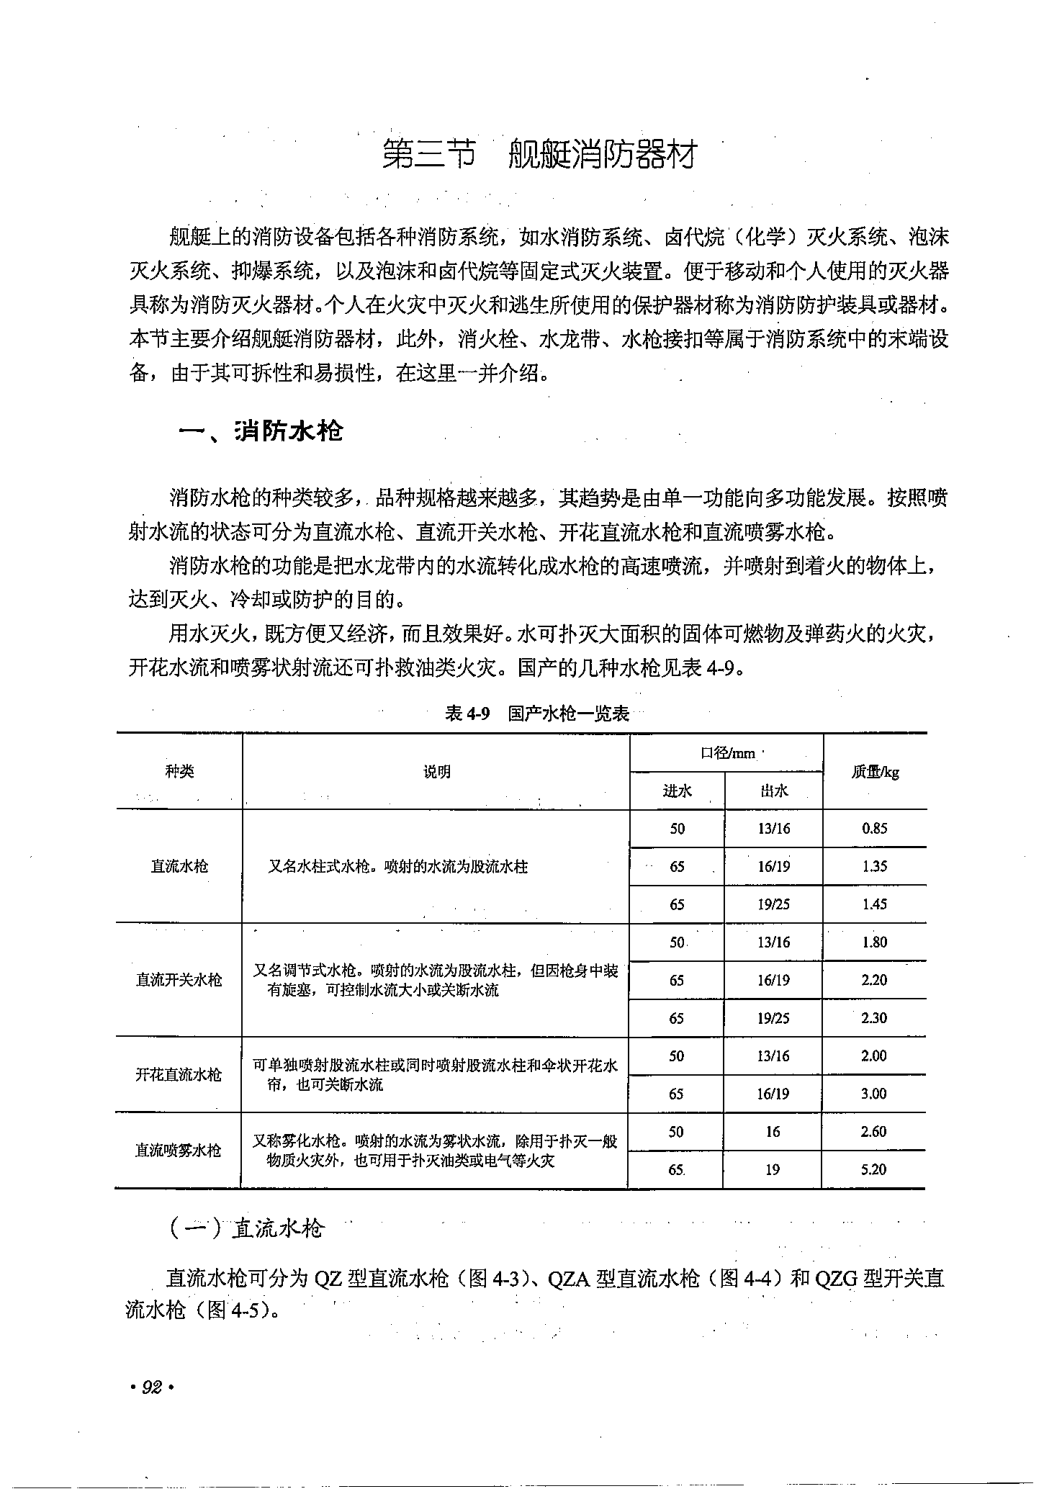 第三节 舰艇消防器材
舰艇上的消防设备包括各种消防系统，如水消防系统、卤代烷（化学）灭火系统、泡沫
灭火系统、抑爆系统，以及泡沫和卤代烷等固定式灭火装置。便于移动和个人使用的灭火器
具称为消防灭火器材。个人在火灾中灭火和逃生所使用的保护器材称为消防防护装具或器材。
本节主要介绍舰艇消防器材，此外，消火栓、水龙带、水枪接扣等属于消防系统中的末端设
备，由于其可拆性和易损性，在这里一并介绍。
一、消防水枪
消防水枪的种类较多，品种规格越来越多，其趋势是由单一功能向多功能发展。按照喷
射水流的状态可分为直流水枪、直流开关水枪、开花直流水枪和直流喷雾水枪。
消防水枪的功能是把水龙带内的水流转化成水枪的高速喷流，并喷射到着火的物体上，
达到灭火、冷却或防护的目的。
用水灭火，既方便又经济，而且效果好。水可扑灭大面积的固体可燃物及弹药火的火灾，
开花水流和喷雾状射流还可扑救油类火灾。国产的几种水枪见表 4-9。
表 4-9 国产水枪一览表
种类 说明 口径/mm 质量/kg
进水 出水
直流水枪 又名水柱式水枪。喷射的水流为股流水柱
50 13/16 0.85
65 16/19 1.35
65 19/25 1.45
直流开关水枪 又名调节式水枪。喷射的水流为股流水柱，但因枪身中装
有旋塞，可控制水流大小或关断水流
50 13/16 1.80
65 16/19 2.20
65 19/25 2.30
开花直流水枪 可单独喷射股流水柱或同时喷射股流水柱和伞状开花水
帘，也可关断水流
50 13/16 2.00
65 16/19 3.00
直流喷雾水枪 又称雾化水枪。喷射的水流为雾状水流，除用于扑灭一般
物质火灾外，也可用于扑灭油类或电气等火灾
50 16 2.60
65 19 5.20
（一）直流水枪
直流水枪可分为 QZ 型直流水枪（图 4-3）、QZA 型直流水枪（图 4-4）和 QZG 型开关直
流水枪（图 4-5）。
·92·